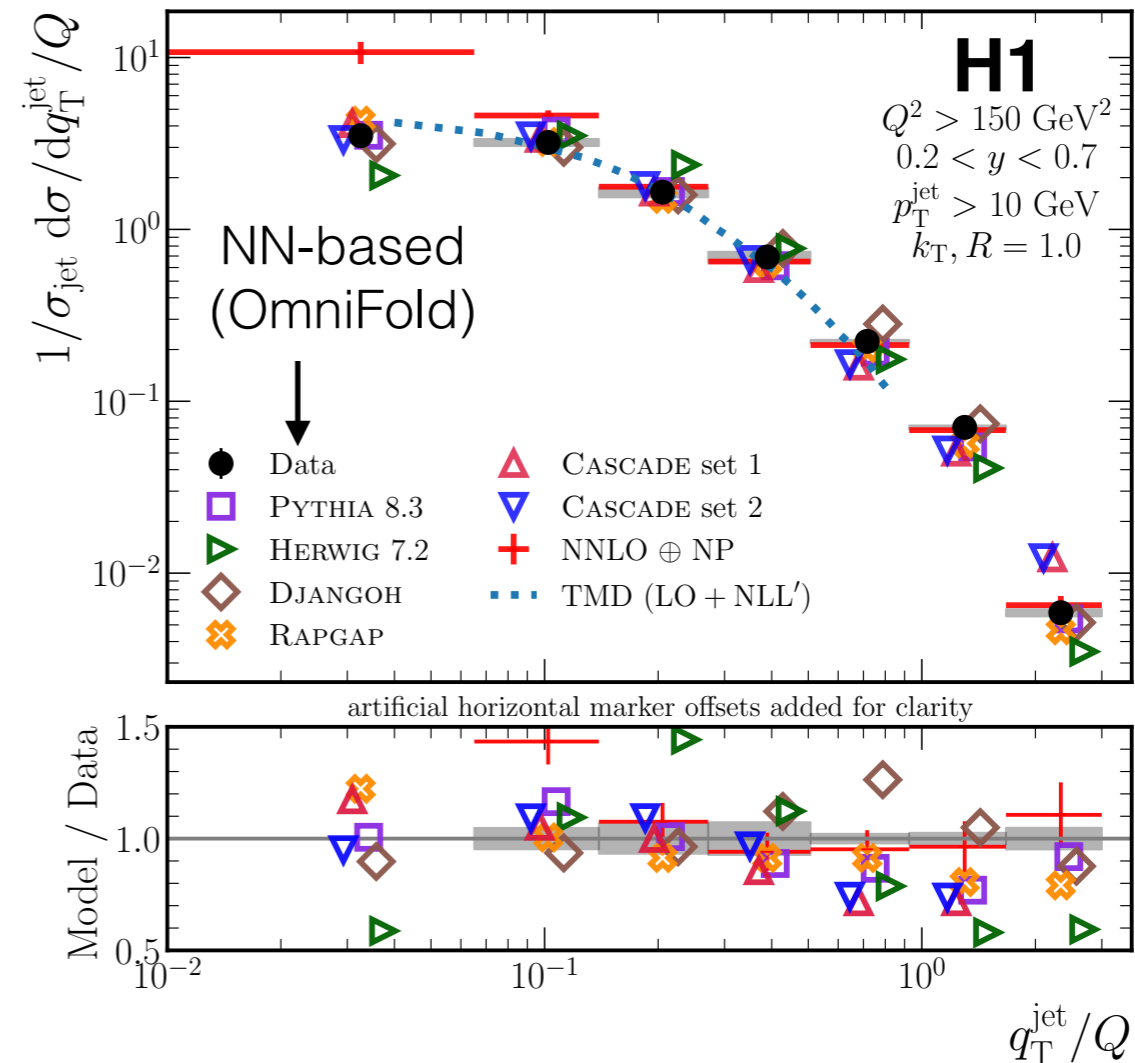 1/σ_jet dσ/dq_T^jet/Q
10^1
10^0
10^−1
10^−2
H1
Q^2 > 150 GeV^2
0.2 < y < 0.7
p_T^jet > 10 GeV
k_T, R = 1.0
NN-based
(OmniFold)
Data
PYTHIA 8.3
HERWIG 7.2
DJANGOH
RAPGAP
CASCADE set 1
CASCADE set 2
NNLO ⊕ NP
TMD (LO + NLL′)
artificial horizontal marker offsets added for clarity
Model / Data
1.5
1.0
0.5
10^−2
10^−1
10^0
q_T^jet/Q